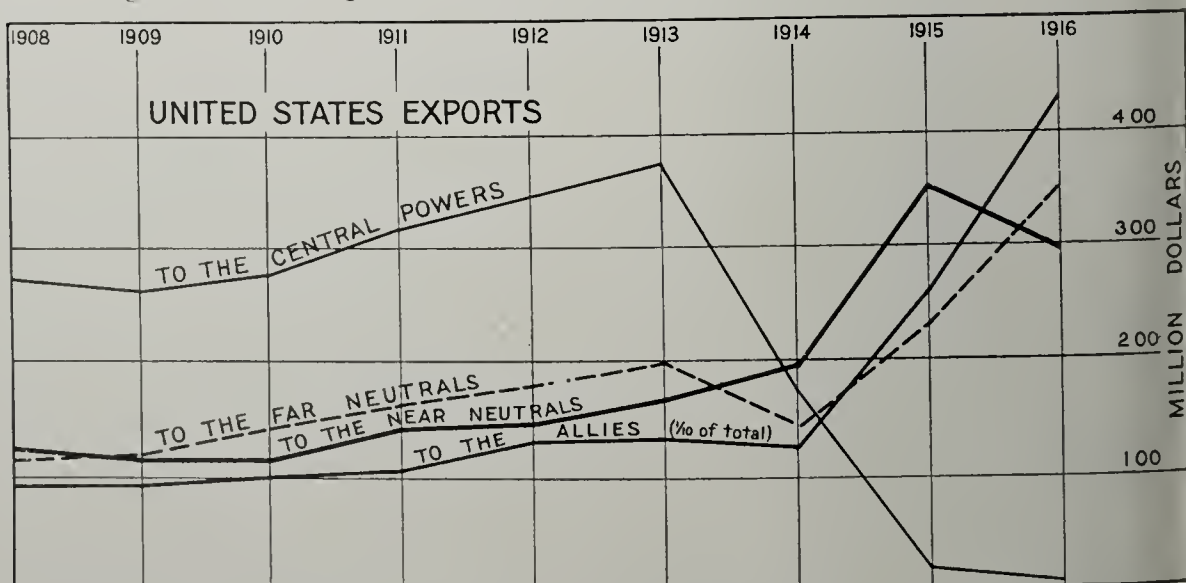 1908 1909 1910 1911 1912 1913 1914 1915 1916
UNITED STATES EXPORTS
400
TO THE CENTRAL POWERS
300
MILLION DOLLARS
200
TO THE FAR NEUTRALS
TO THE NEAR NEUTRALS
TO THE ALLIES (1/10 of total)
100